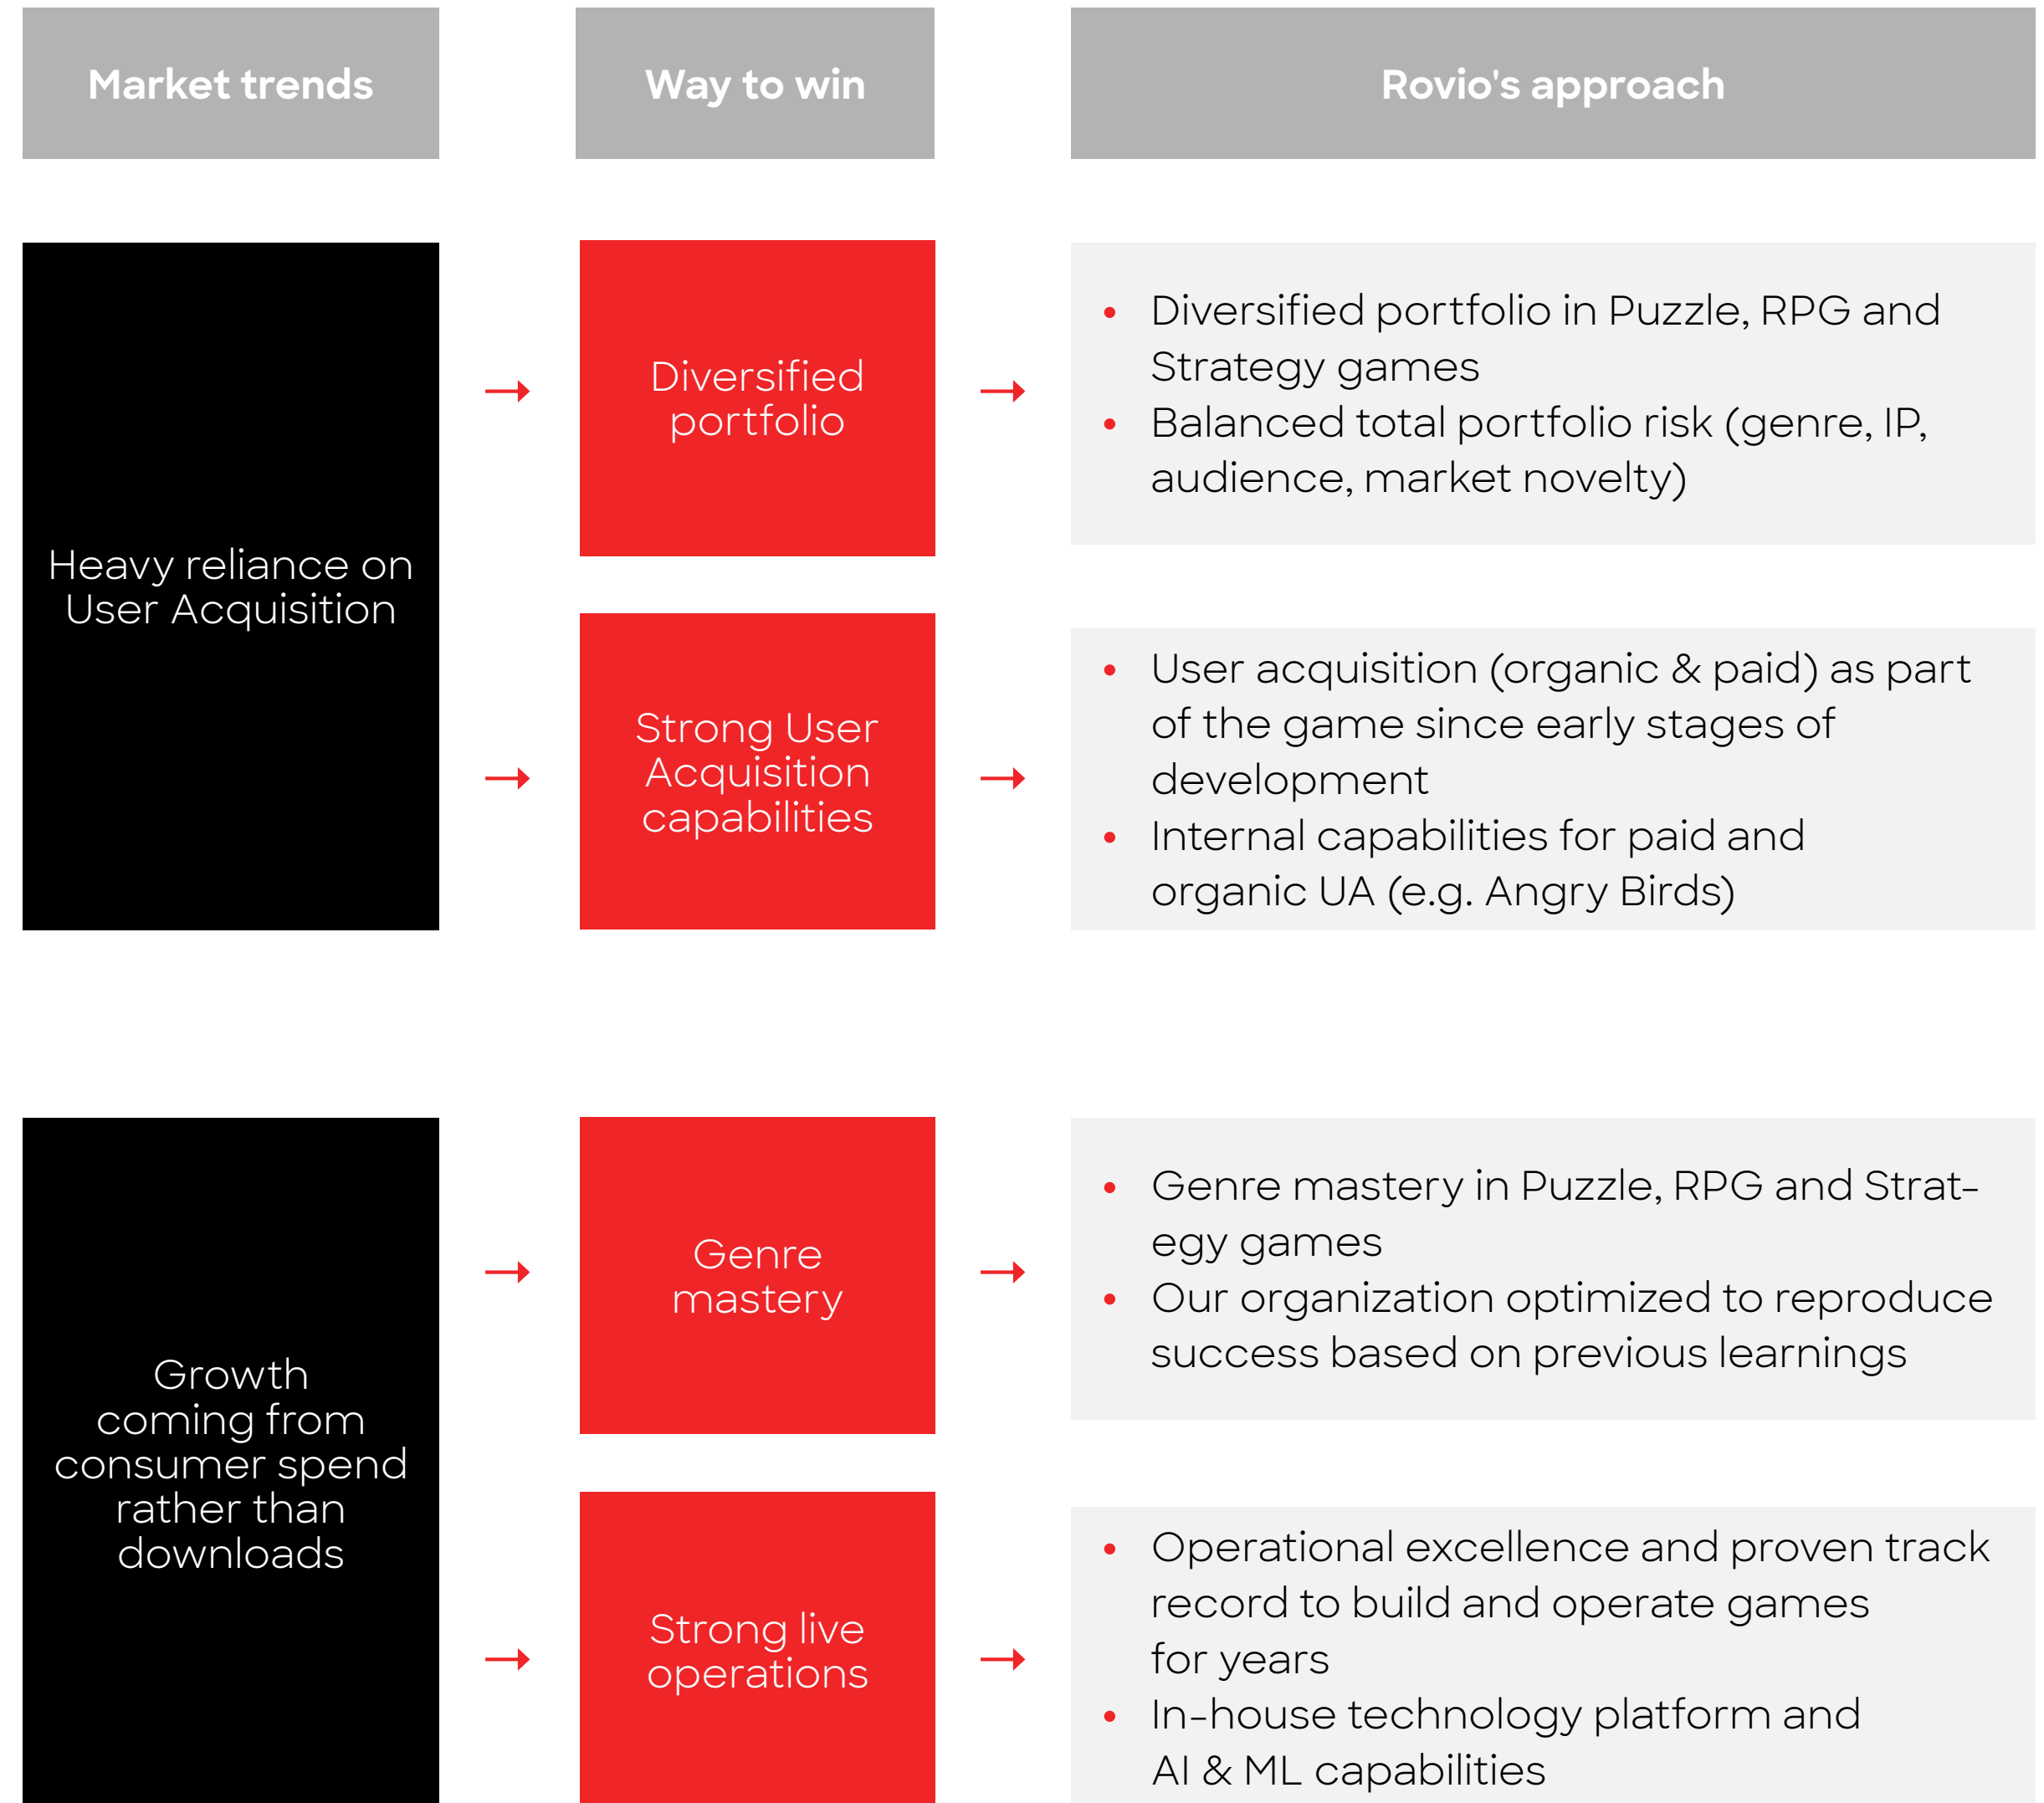 Market trends
Way to win
Rovio's approach
Heavy reliance on
User Acquisition
Diversified
portfolio
• Diversified portfolio in Puzzle, RPG and
Strategy games
• Balanced total portfolio risk (genre, IP,
audience, market novelty)
Strong User
Acquisition
capabilities
• User acquisition (organic & paid) as part
of the game since early stages of
development
• Internal capabilities for paid and
organic UA (e.g. Angry Birds)
Growth
coming from
consumer spend
rather than
downloads
Genre
mastery
• Genre mastery in Puzzle, RPG and Strat-
egy games
• Our organization optimized to reproduce
success based on previous learnings
Strong live
operations
• Operational excellence and proven track
record to build and operate games
for years
• In-house technology platform and
AI & ML capabilities